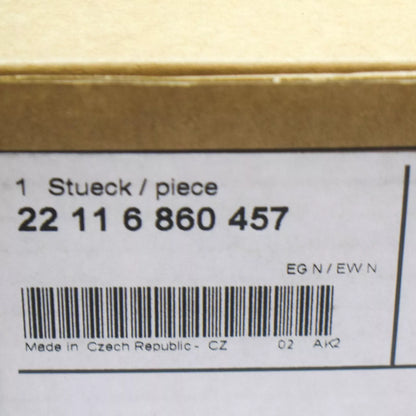 1 Stueck / piece
22 11 6 860 457
EG N / EW N
Made in Czech Republic - CZ 02 AK2